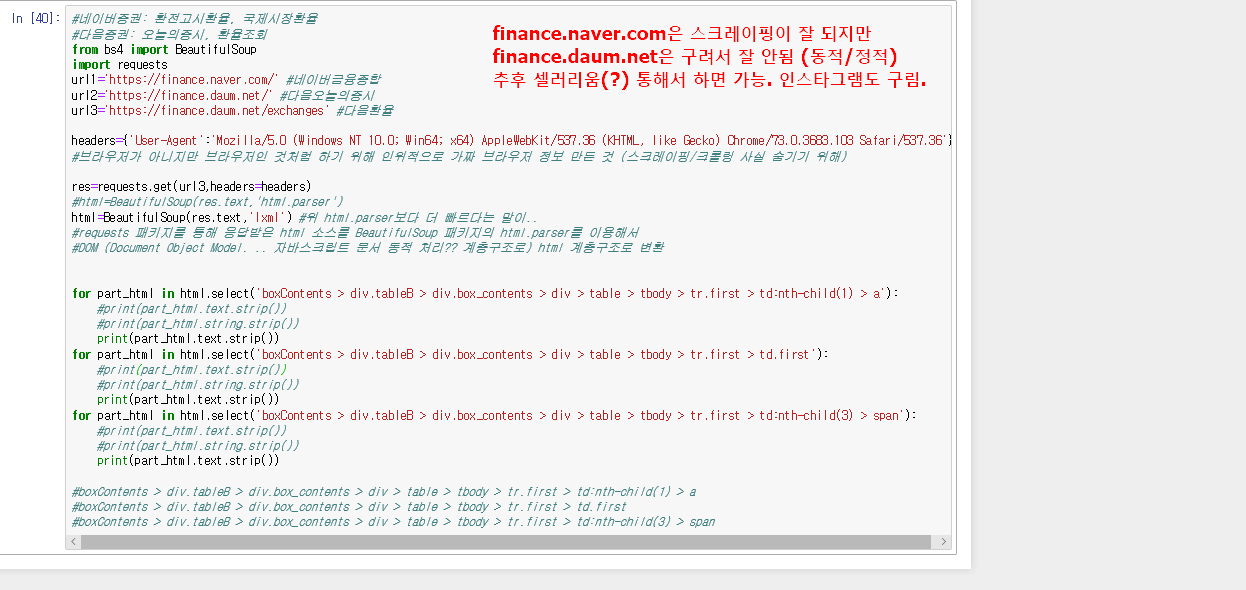 In [40]:
#네이버증권: 환전고시환율, 국제시장환율
#다음증권: 오늘의증시, 환율조회
from bs4 import BeautifulSoup
import requests
url1='https://finance.naver.com/' #네이버금융종합
url2='https://finance.daum.net/' #다음오늘의증시
url3='https://finance.daum.net/exchanges' #다음환율
finance.naver.com은 스크레이핑이 잘 되지만
finance.daum.net은 구려서 잘 안됨 (동적/정적)
추후 셀러리움(?) 통해서 하면 가능. 인스타그램도 구림.
headers={'User-Agent':'Mozilla/5.0 (Windows NT 10.0; Win64; x64) AppleWebKit/537.36 (KHTML, like Gecko) Chrome/73.0.3683.103 Safari/537.36'}
#브라우저가 아니지만 브라우저인 것처럼 하기 위해 인위적으로 가짜 브라우저 정보 만든 것 (스크레이핑/크롤링 사실 숨기기 위해)
res=requests.get(url3,headers=headers)
#html=BeautifulSoup(res.text,'html.parser')
html=BeautifulSoup(res.text,'lxml') #위 html.parser보다 더 빠르다는 말이..
#requests 패키지를 통해 응답받은 html 소스를 BeautifulSoup 패키지의 html.parser를 이용해서
#DOM (Document Object Model. .. 자바스크립트 문서 동적 처리?? 계층구조로) html 계층구조로 변환
for part_html in html.select('boxContents > div.tableB > div.box_contents > div > table > tbody > tr.first > td:nth-child(1) > a'):
#print(part_html.text.strip())
#print(part_html.string.strip())
print(part_html.text.strip())
for part_html in html.select('boxContents > div.tableB > div.box_contents > div > table > tbody > tr.first > td.first'):
#print(part_html.text.strip())
#print(part_html.string.strip())
print(part_html.text.strip())
for part_html in html.select('boxContents > div.tableB > div.box_contents > div > table > tbody > tr.first > td:nth-child(3) > span'):
#print(part_html.text.strip())
#print(part_html.string.strip())
print(part_html.text.strip())
#boxContents > div.tableB > div.box_contents > div > table > tbody > tr.first > td:nth-child(1) > a
#boxContents > div.tableB > div.box_contents > div > table > tbody > tr.first > td.first
#boxContents > div.tableB > div.box_contents > div > table > tbody > tr.first > td:nth-child(3) > span